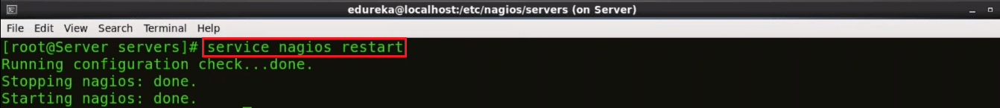 edureka@localhost:/etc/nagios/servers (on Server)
File Edit View Search Terminal Help
[root@Server servers]# service nagios restart
Running configuration check...done.
Stopping nagios: done.
Starting nagios: done.